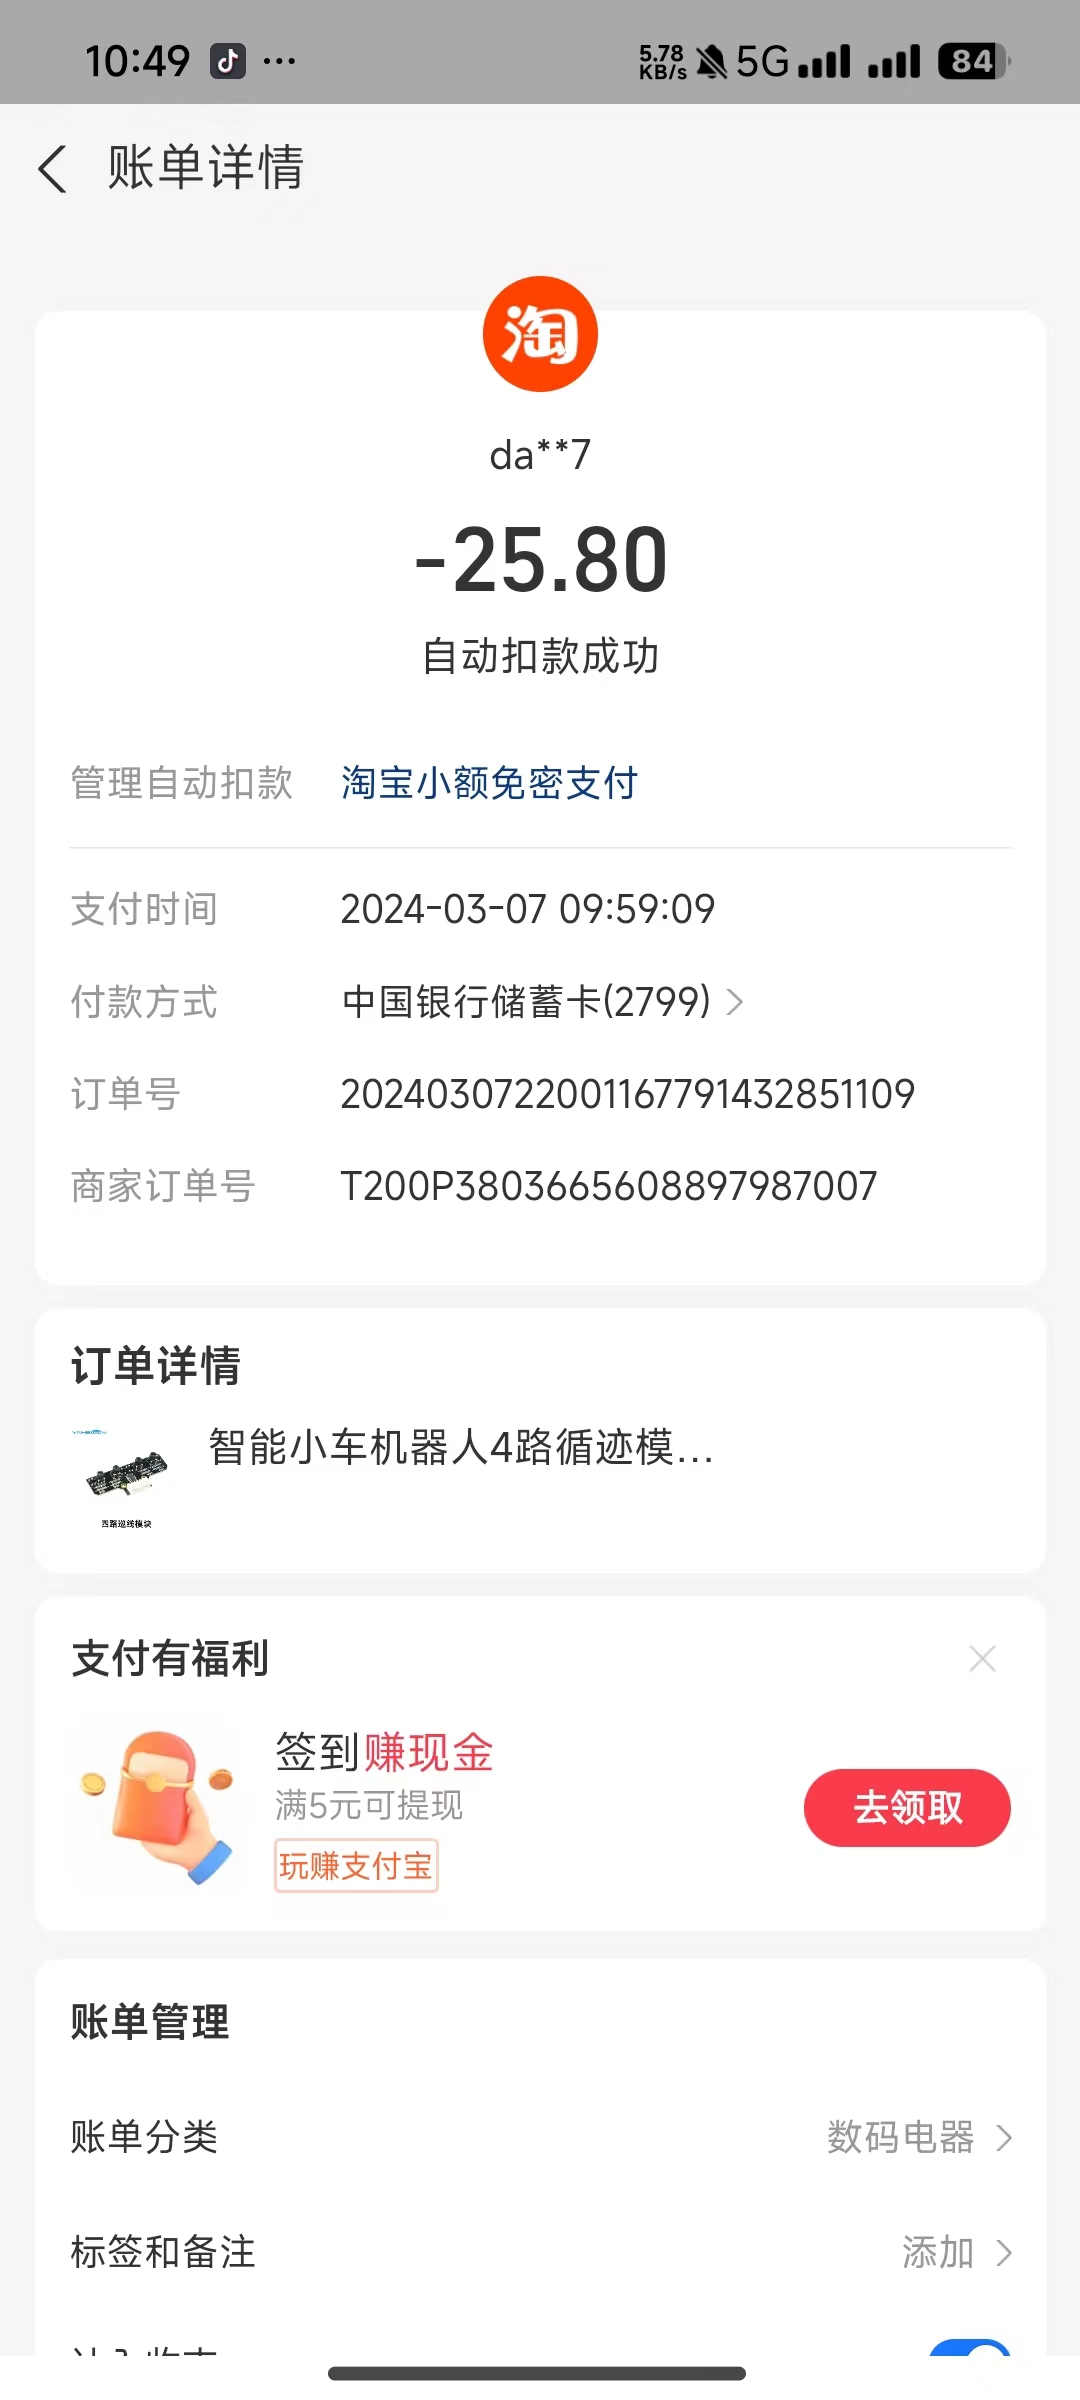 10:49
5.78
KB/s
5G
84
账单详情
淘
da**7
-25.80
自动扣款成功
管理自动扣款 淘宝小额免密支付
支付时间 2024-03-07 09:59:09
付款方式 中国银行储蓄卡(2799)
订单号 2024030722001167791432851109
商家订单号 T200P3803665608897987007
订单详情
智能小车机器人4路循迹模...
四路巡线模块
支付有福利
签到赚现金
满5元可提现
去领取
玩赚支付宝
账单管理
账单分类 数码电器
标签和备注 添加